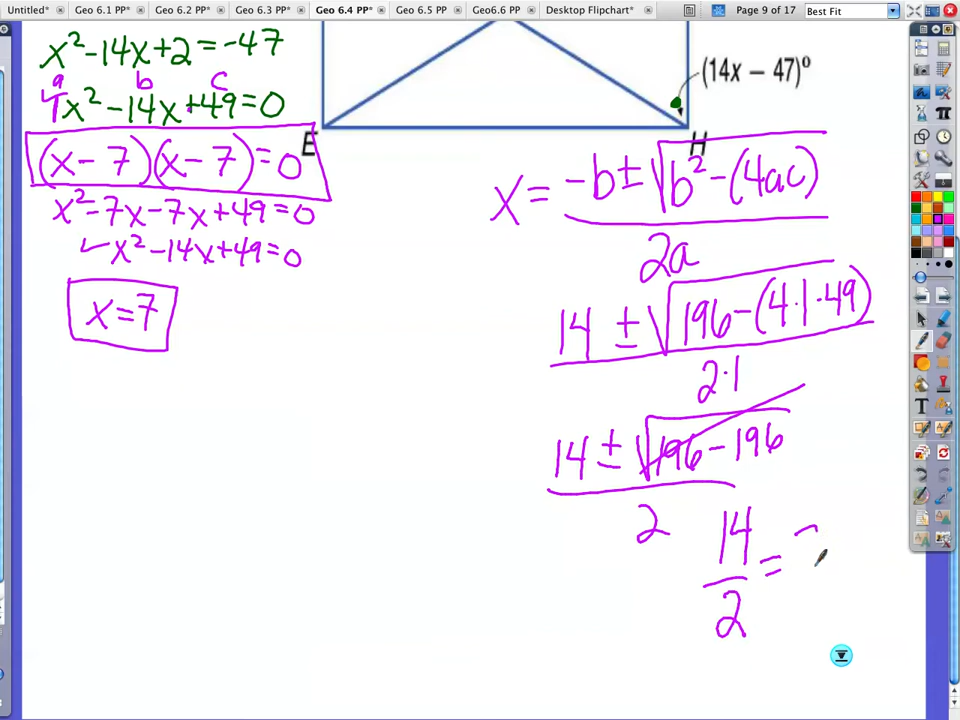 Untitled*
Geo 6.1 PP*
Geo 6.2 PP*
Geo 6.3 PP*
Geo 6.4 PP*
Geo 6.5 PP
Geo6.6 PP
Desktop Flipchart*
Page 9 of 17
Best Fit
x²-14x+2=-47
a b c
1x²-14x+49=0
(x-7)(x-7)=0
x²-7x-7x+49=0
x²-14x+49=0
x=7
E
H
(14x – 47)º
x= -b±√b²-(4ac)
2a
14 ±√196-(4·1·49)
2·1
14±√196-196
2
14
=
2